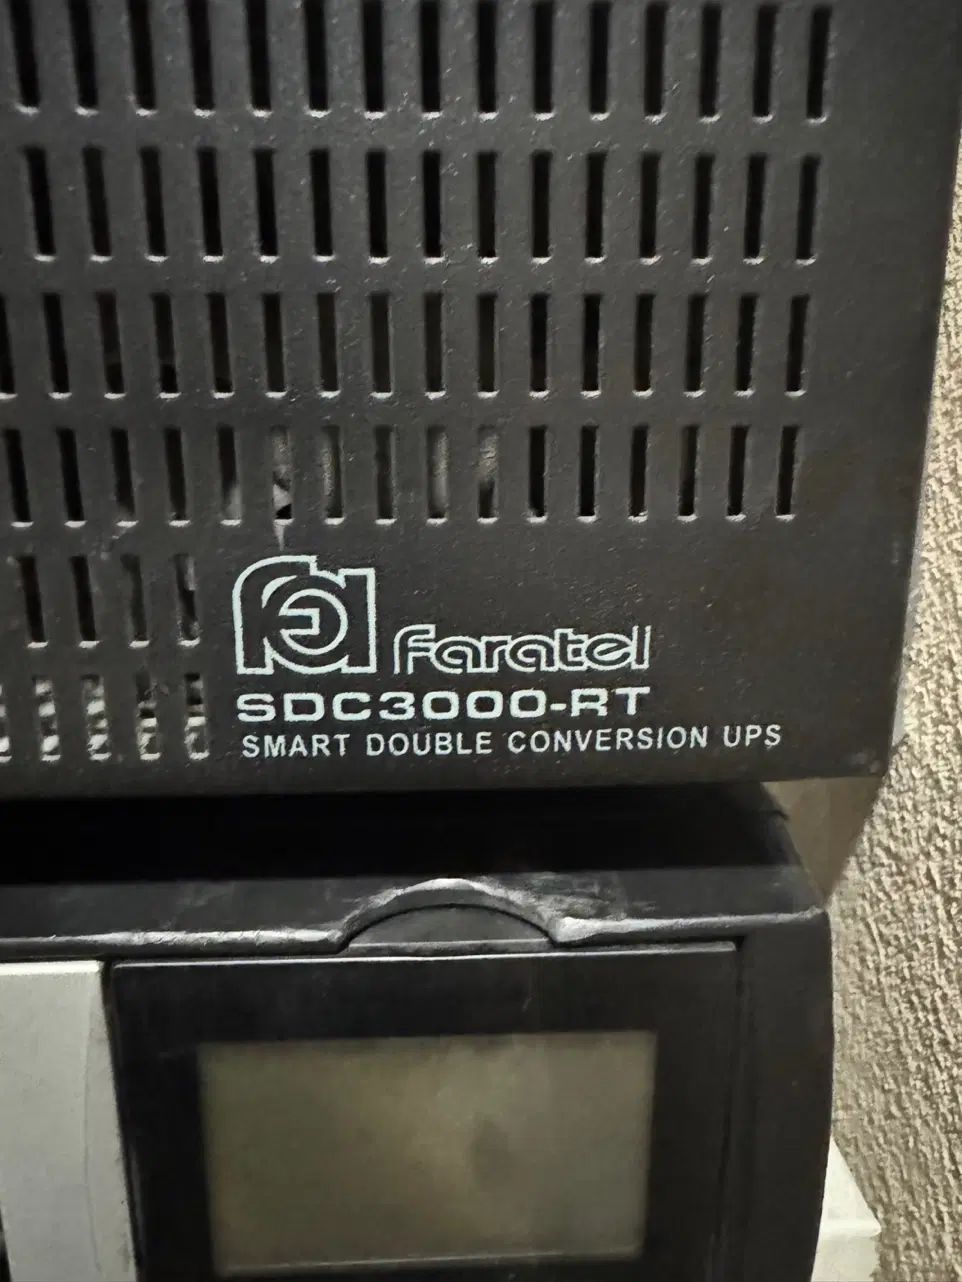 faratel
SDC3000-RT
SMART DOUBLE CONVERSION UPS